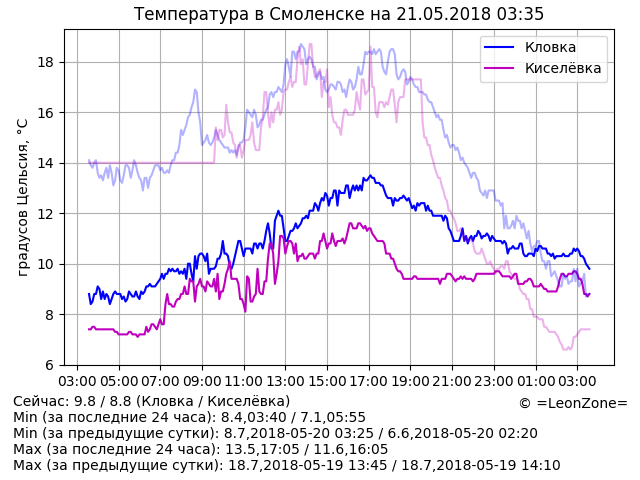 Температура в Смоленске на 21.05.2018 03:35
Кловка
Киселёвка
градусов Цельсия, °C
18
16
14
12
10
8
6
03:00 05:00 07:00 09:00 11:00 13:00 15:00 17:00 19:00 21:00 23:00 01:00 03:00
Сейчас: 9.8 / 8.8 (Кловка / Киселёвка)
© =LeonZone=
Min (за последние 24 часа): 8.4,03:40 / 7.1,05:55
Min (за предыдущие сутки): 8.7,2018-05-20 03:25 / 6.6,2018-05-20 02:20
Max (за последние 24 часа): 13.5,17:05 / 11.6,16:05
Max (за предыдущие сутки): 18.7,2018-05-19 13:45 / 18.7,2018-05-19 14:10